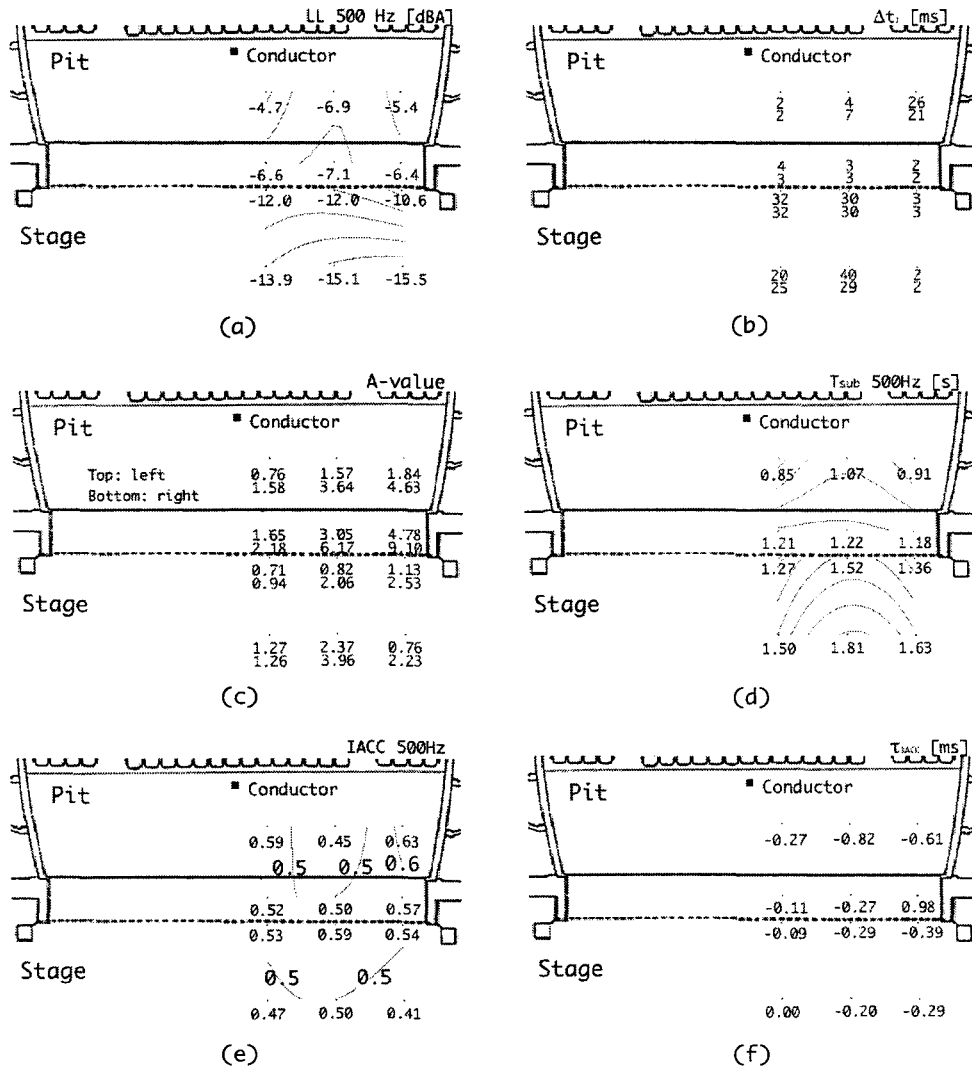 LL 500 Hz [dBA]
Pit
Conductor
-4.7 -6.9 -5.4
-6.6 -7.1 -6.4
-12.0 -12.0 -10.6
Stage
-13.9 -15.1 -15.5
(a)
Δt₁ [ms]
Pit
Conductor
2 4 26
2 7 21
4 3 2
3 3 2
32 30 3
32 30 3
Stage
20 40 2
25 29 2
(b)
A-value
Pit
Conductor
Top: left 0.76 1.57 1.84
Bottom: right 1.58 3.64 4.63
1.65 3.05 4.78
2.18 6.17 9.10
0.71 0.82 1.13
0.94 2.06 2.53
Stage
1.27 2.37 0.76
1.26 3.96 2.23
(c)
Tsub 500Hz [s]
Pit
Conductor
0.85 1.07 0.91
1.21 1.22 1.18
1.27 1.52 1.36
Stage
1.50 1.81 1.63
(d)
IACC 500Hz
Pit
Conductor
0.59 0.45 0.63
0.5 0.5 0.6
0.52 0.50 0.57
0.53 0.59 0.54
Stage
0.5 0.5
0.47 0.50 0.41
(e)
τIACC [ms]
Pit
Conductor
-0.27 -0.82 -0.61
-0.11 -0.27 0.98
-0.09 -0.29 -0.39
Stage
0.00 -0.20 -0.29
(f)